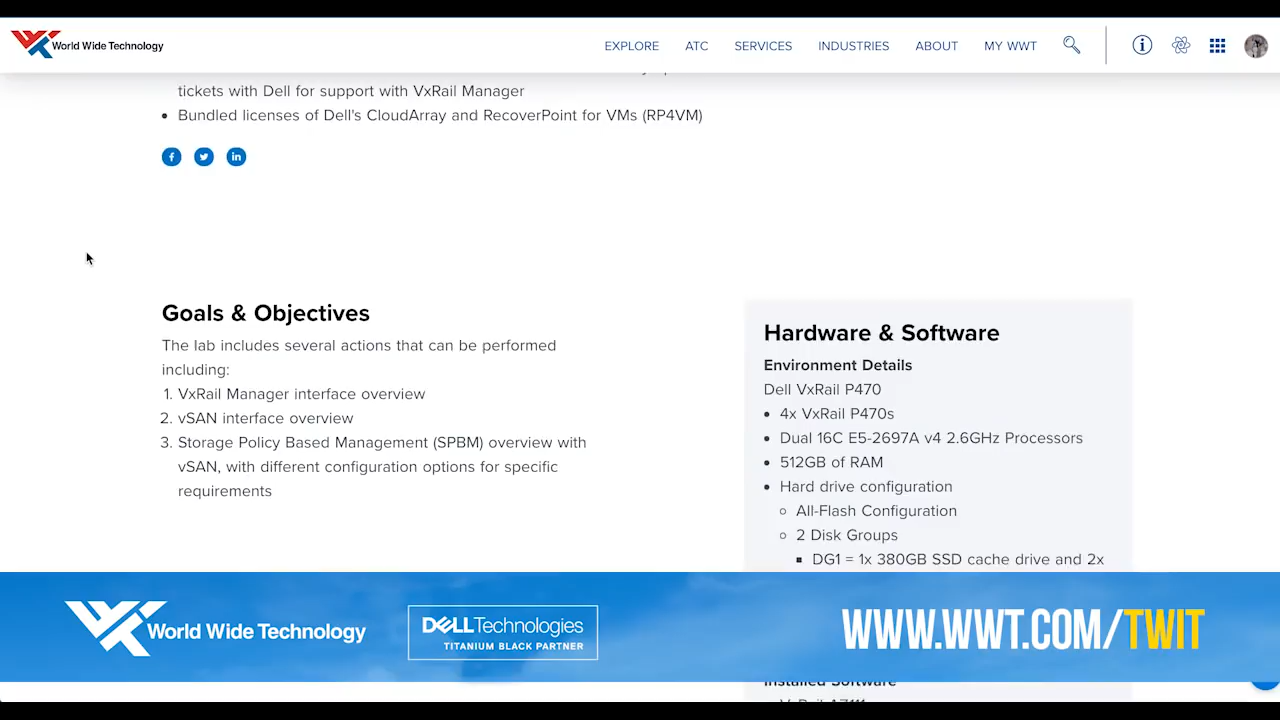 World Wide Technology
EXPLORE ATC SERVICES INDUSTRIES ABOUT MY WWT
tickets with Dell for support with VxRail Manager
• Bundled licenses of Dell's CloudArray and RecoverPoint for VMs (RP4VM)
Goals & Objectives
The lab includes several actions that can be performed
including:
1. VxRail Manager interface overview
2. vSAN interface overview
3. Storage Policy Based Management (SPBM) overview with
vSAN, with different configuration options for specific
requirements
Hardware & Software
Environment Details
Dell VxRail P470
• 4x VxRail P470s
• Dual 16C E5-2697A v4 2.6GHz Processors
• 512GB of RAM
• Hard drive configuration
○ All-Flash Configuration
○ 2 Disk Groups
▪ DG1 = 1x 380GB SSD cache drive and 2x
World Wide Technology
DELLTechnologies
TITANIUM BLACK PARTNER
WWW.WWT.COM/TWIT
Installed Software